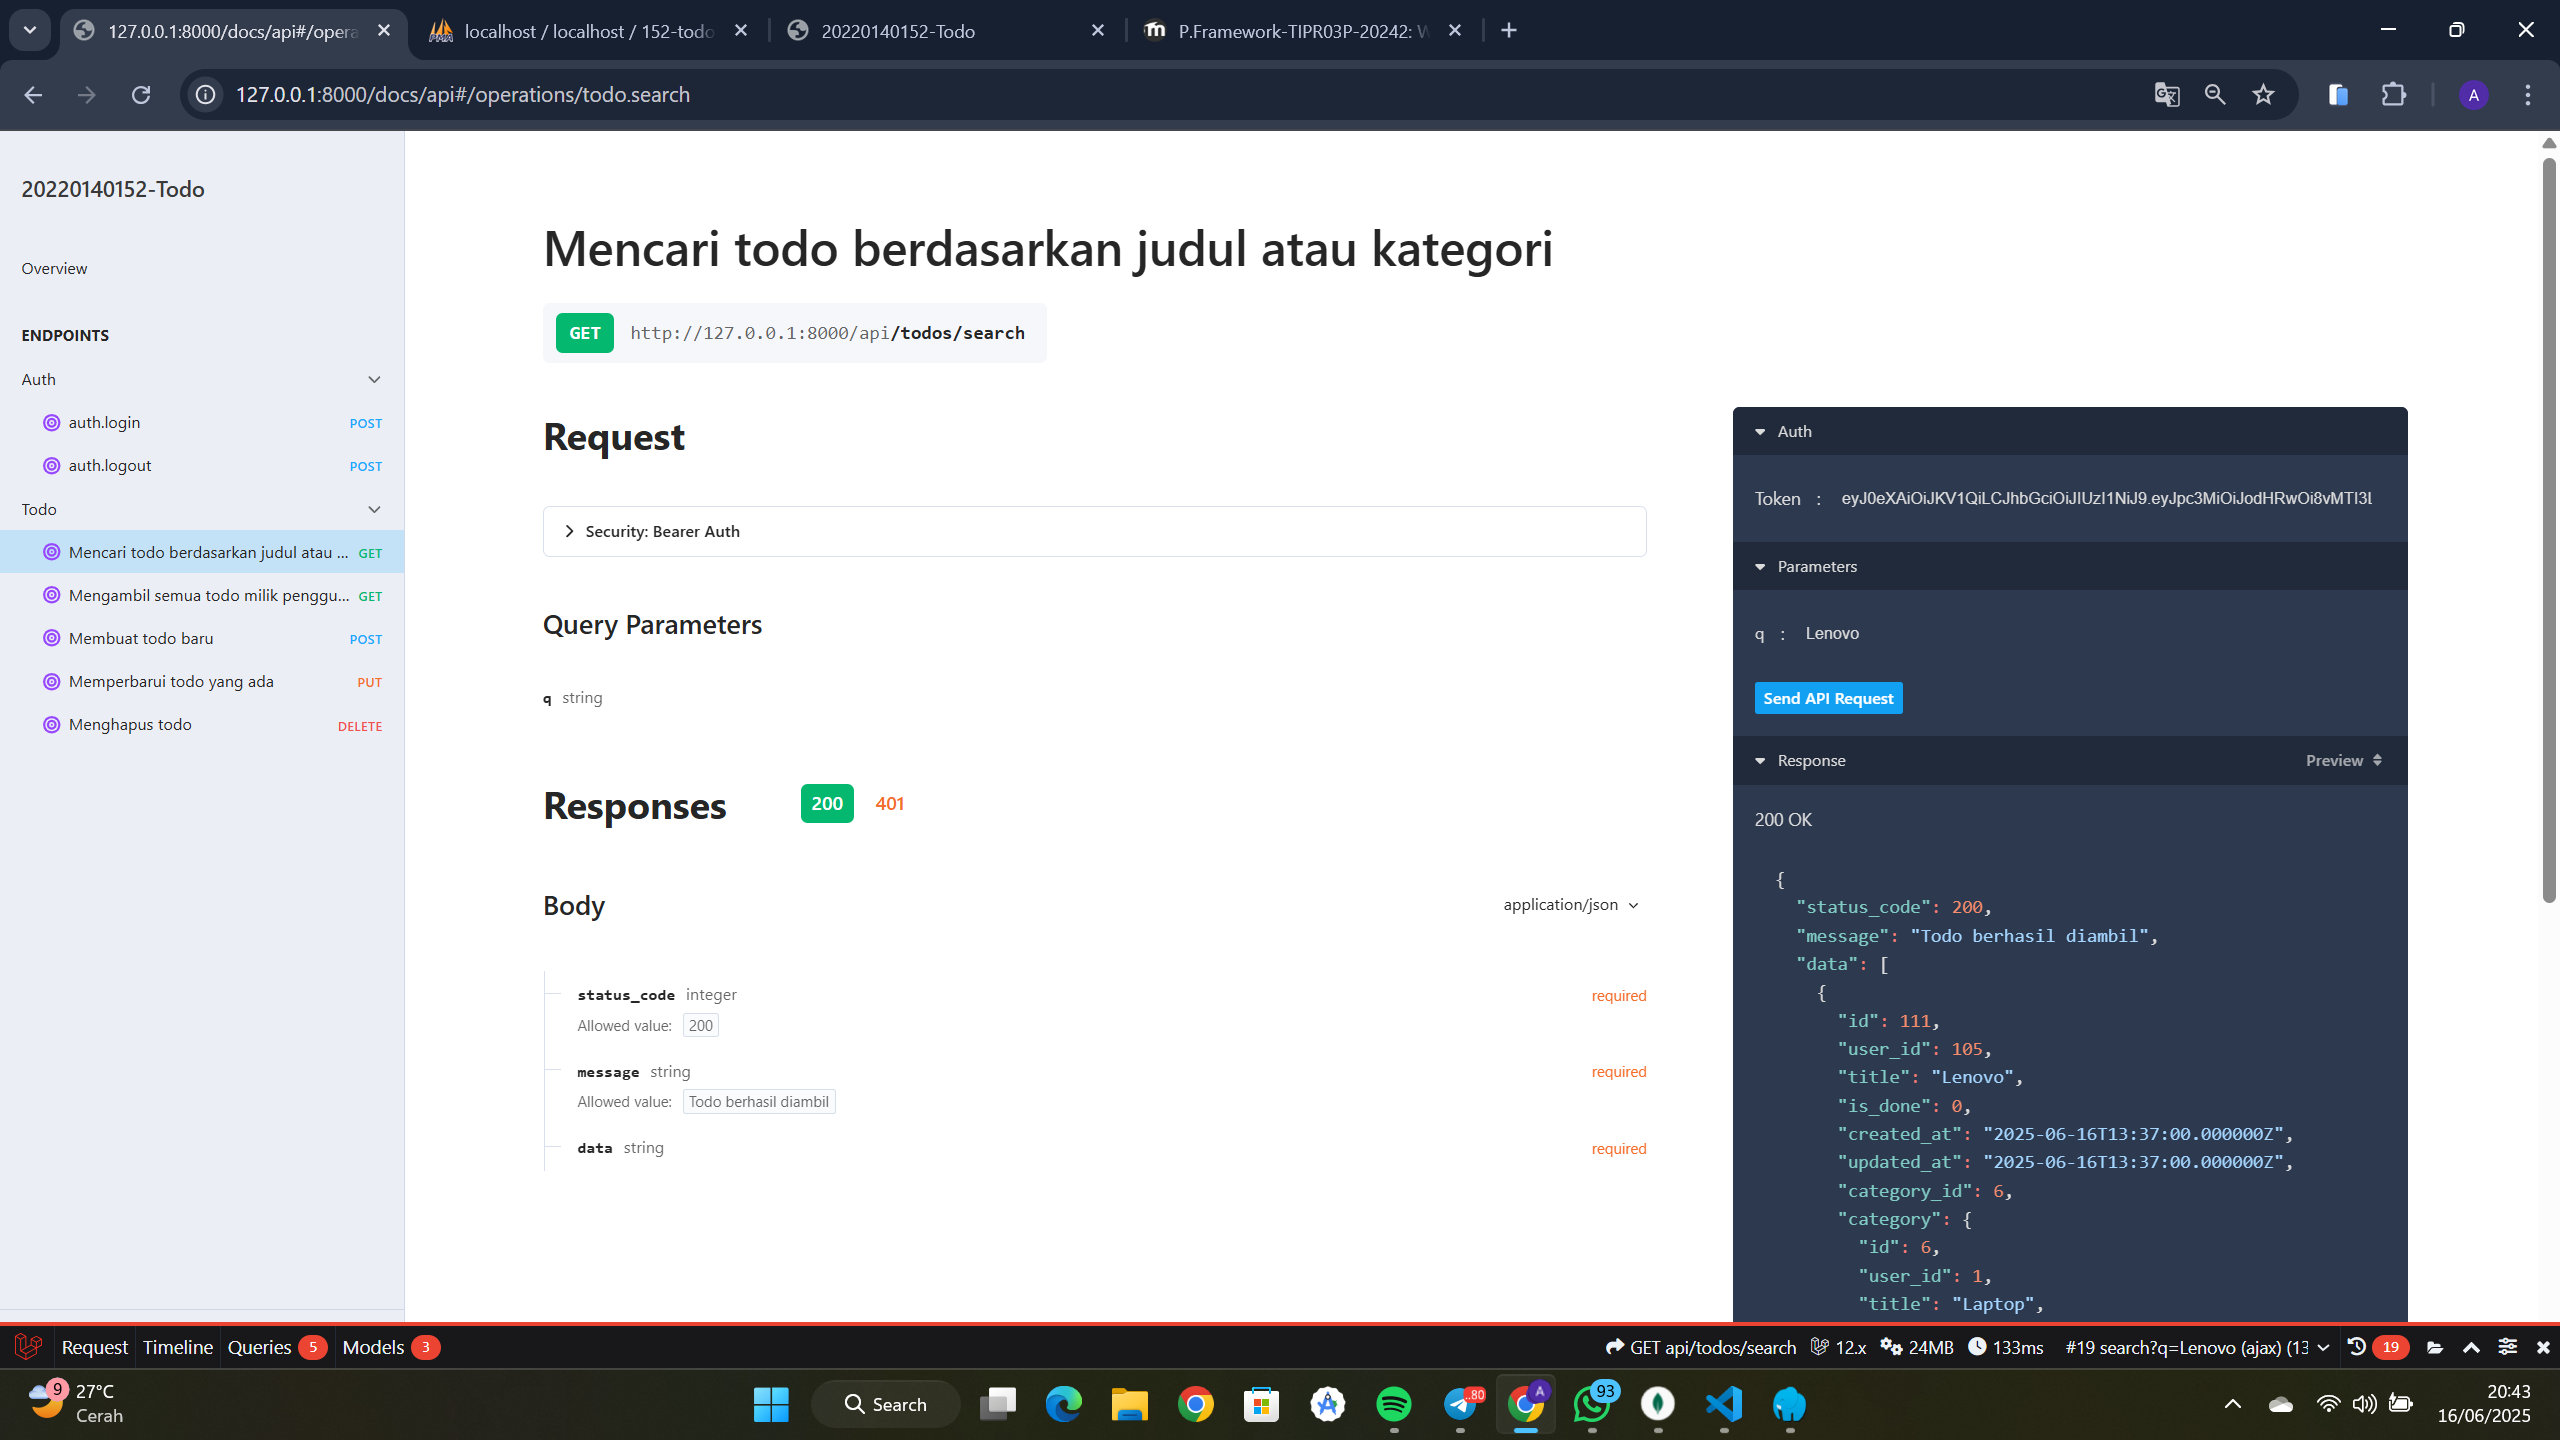 127.0.0.1:8000/docs/api#/opera
localhost / localhost / 152-todo
20220140152-Todo
P.Framework-TIPR03P-20242: W
127.0.0.1:8000/docs/api#/operations/todo.search
A
20220140152-Todo
Overview
ENDPOINTS
Auth
auth.login POST
auth.logout POST
Todo
Mencari todo berdasarkan judul atau ... GET
Mengambil semua todo milik penggu... GET
Membuat todo baru POST
Memperbarui todo yang ada PUT
Menghapus todo DELETE
Mencari todo berdasarkan judul atau kategori
GET http://127.0.0.1:8000/api/todos/search
Request
Security: Bearer Auth
Query Parameters
q string
Responses 200 401
Body application/json
status_code integer required
Allowed value: 200
message string required
Allowed value: Todo berhasil diambil
data string required
Auth
Token : eyJ0eXAiOiJKV1QiLCJhbGciOiJIUzI1NiJ9.eyJpc3MiOiJodHRwOi8vMTI3L
Parameters
q : Lenovo
Send API Request
Response Preview
200 OK
{
"status_code": 200,
"message": "Todo berhasil diambil",
"data": [
{
"id": 111,
"user_id": 105,
"title": "Lenovo",
"is_done": 0,
"created_at": "2025-06-16T13:37:00.000000Z",
"updated_at": "2025-06-16T13:37:00.000000Z",
"category_id": 6,
"category": {
"id": 6,
"user_id": 1,
"title": "Laptop",
Request Timeline Queries 5 Models 3 GET api/todos/search 12.x 24MB 133ms #19 search?q=Lenovo (ajax) (13 19
9
27°C
Cerah
Search
..80
A
93
20:43
16/06/2025